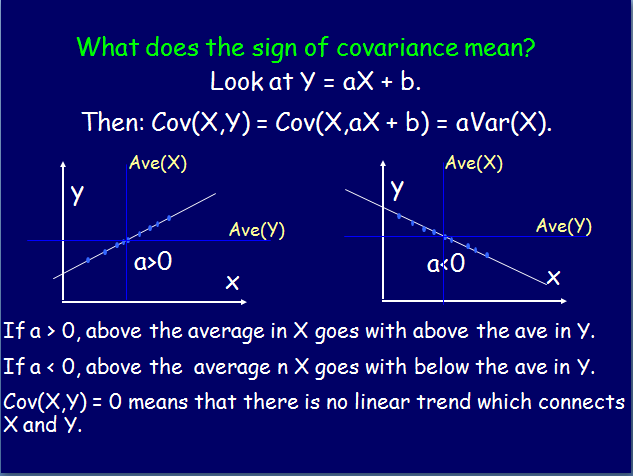 What does the sign of covariance mean?
Look at Y = aX + b.
Then: Cov(X,Y) = Cov(X,aX + b) = aVar(X).
Ave(X)
y
Ave(Y)
a>0
x
Ave(X)
y
Ave(Y)
a<0
x
If a > 0, above the average in X goes with above the ave in Y.
If a < 0, above the average n X goes with below the ave in Y.
Cov(X,Y) = 0 means that there is no linear trend which connects
X and Y.